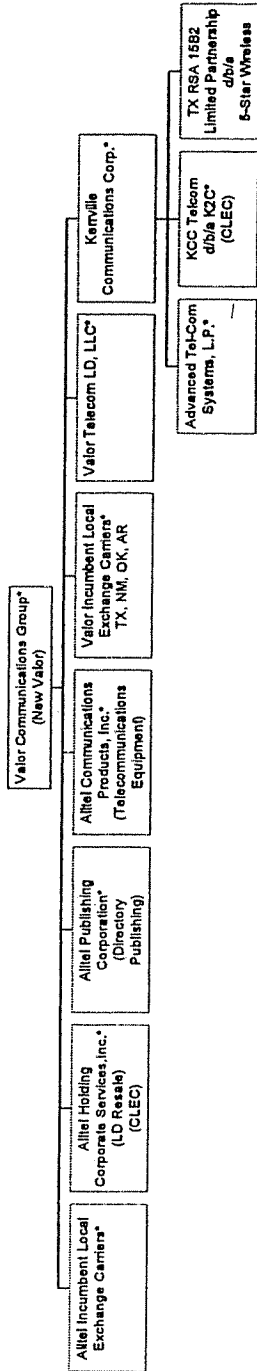 Valor Communications Group*
(New Valor)
Alltel Incumbent Local
Exchange Carriers*
Alltel Holding
Corporate Services,Inc.*
(LD Resale)
(CLEC)
Alltel Publishing
Corporation*
(Directory
Publishing)
Alltel Communications
Products, Inc.*
(Telecommunications
Equipment)
Valor Incumbent Local
Exchange Carriers*
TX, NM, OK, AR
Valor Telecom LD, LLC*
Kerrville
Communications Corp.*
Advanced Tel-Com
Systems, L.P.*
KCC Telcom
d/b/a K2C*
(CLEC)
TX RSA 15B2
Limited Partnership
d/b/a
5-Star Wireless